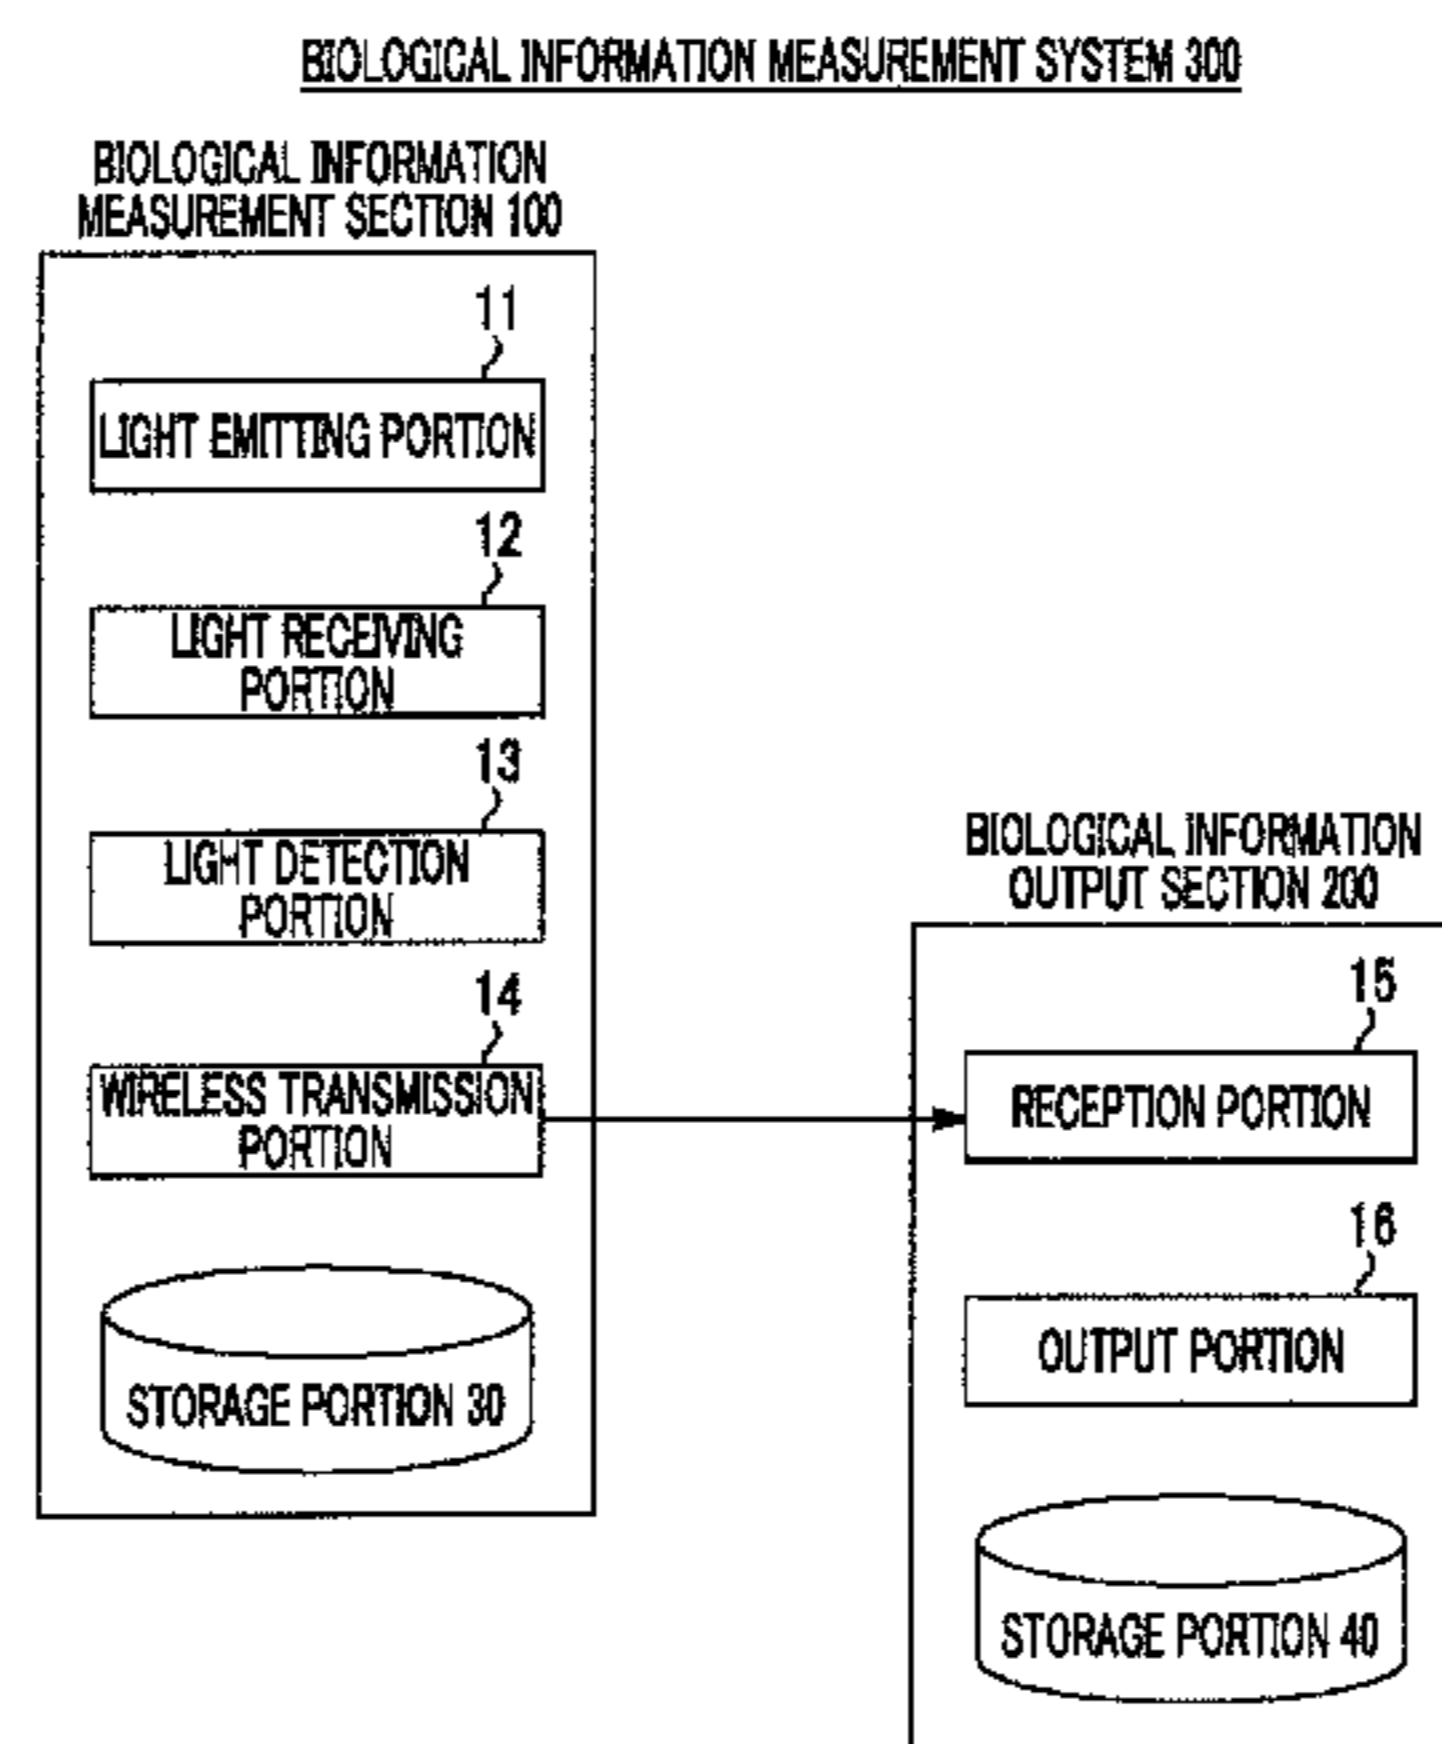 BIOLOGICAL INFORMATION MEASUREMENT SYSTEM 300
BIOLOGICAL INFORMATION
MEASUREMENT SECTION 100
11
LIGHT EMITTING PORTION
12
LIGHT RECEIVING
PORTION
13
LIGHT DETECTION
PORTION
14
WIRELESS TRANSMISSION
PORTION
STORAGE PORTION 30
BIOLOGICAL INFORMATION
OUTPUT SECTION 200
15
RECEPTION PORTION
16
OUTPUT PORTION
STORAGE PORTION 40